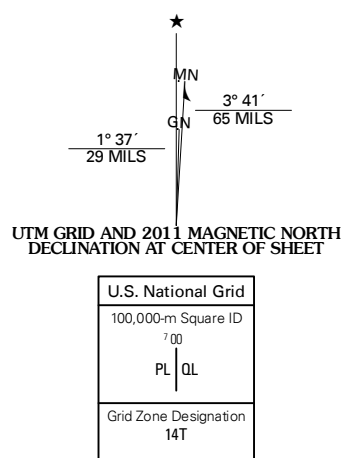 ★
MN
GN
3° 41´
65 MILS
1° 37´
29 MILS
UTM GRID AND 2011 MAGNETIC NORTH
DECLINATION AT CENTER OF SHEET
U.S. National Grid
100,000-m Square ID
⁷00
PL QL
Grid Zone Designation
14T